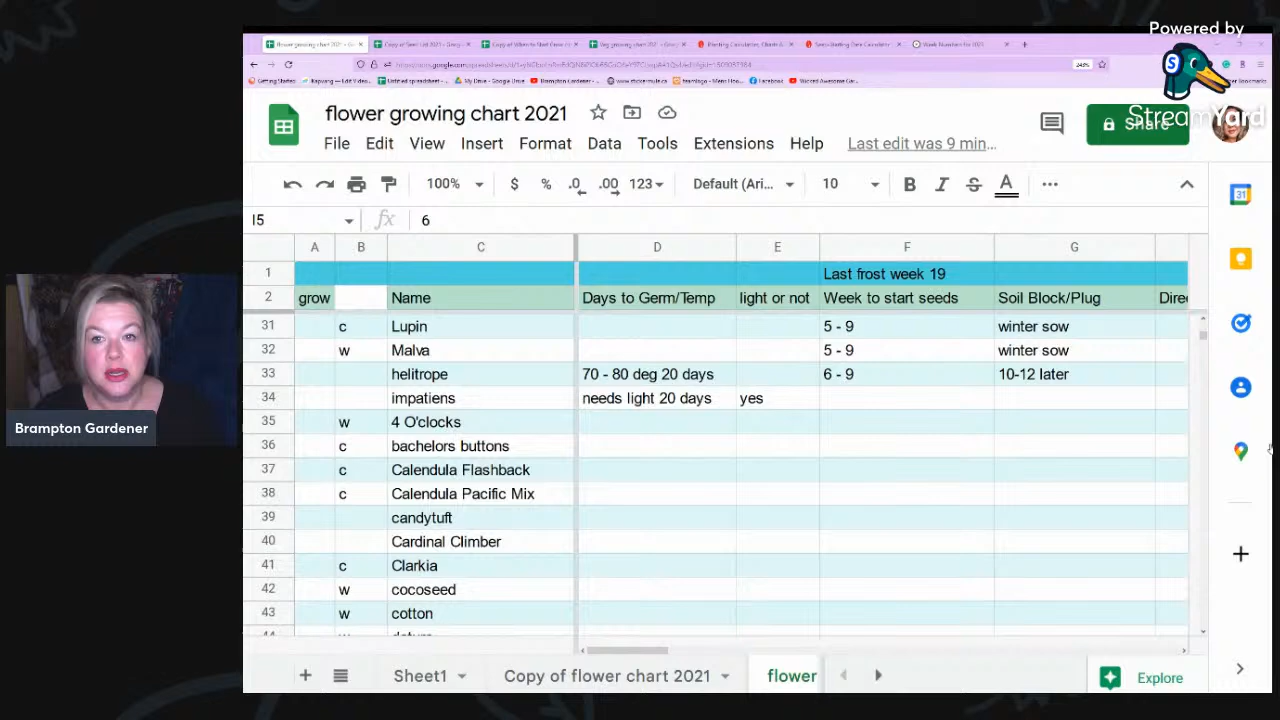 Powered by
StreamYard
flower growing chart 2021
File Edit View Insert Format Data Tools Extensions Help Last edit was 9 min...
Share
100% $ % .0 .00 123 Default (Ari... 10 B I S A
I5 fx 6
A B C D E F G
1 Last frost week 19
2 grow Name Days to Germ/Temp light or not Week to start seeds Soil Block/Plug Direc
31 c Lupin 5 - 9 winter sow
32 w Malva 5 - 9 winter sow
33 helitrope 70 - 80 deg 20 days 6 - 9 10-12 later
34 impatiens needs light 20 days yes
35 w 4 O'clocks
36 c bachelors buttons
37 c Calendula Flashback
38 c Calendula Pacific Mix
39 candytuft
40 Cardinal Climber
41 c Clarkia
42 w cocoseed
43 w cotton
Sheet1 Copy of flower chart 2021 flower
Explore
Brampton Gardener